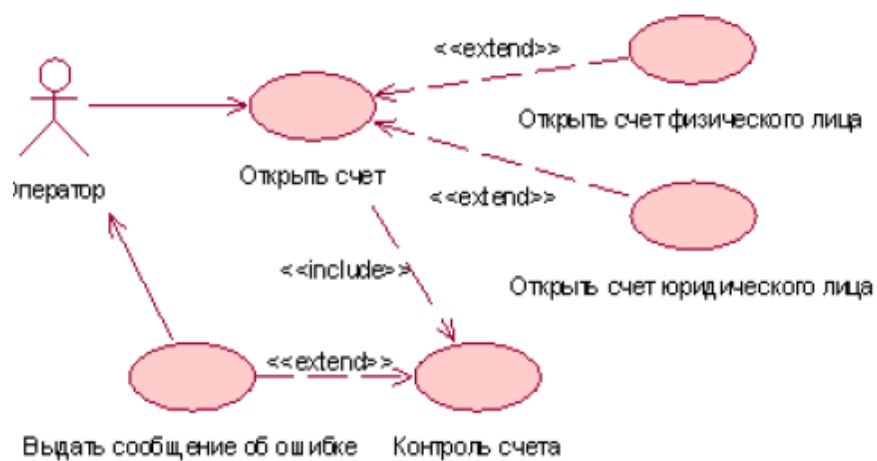 <<extend>>
Открыть счет физического лица
Оператор
Открыть счет
<<extend>>
<<include>>
Открыть счет юридического лица
<<extend>>
Выдать сообщение об ошибке
Контроль счета